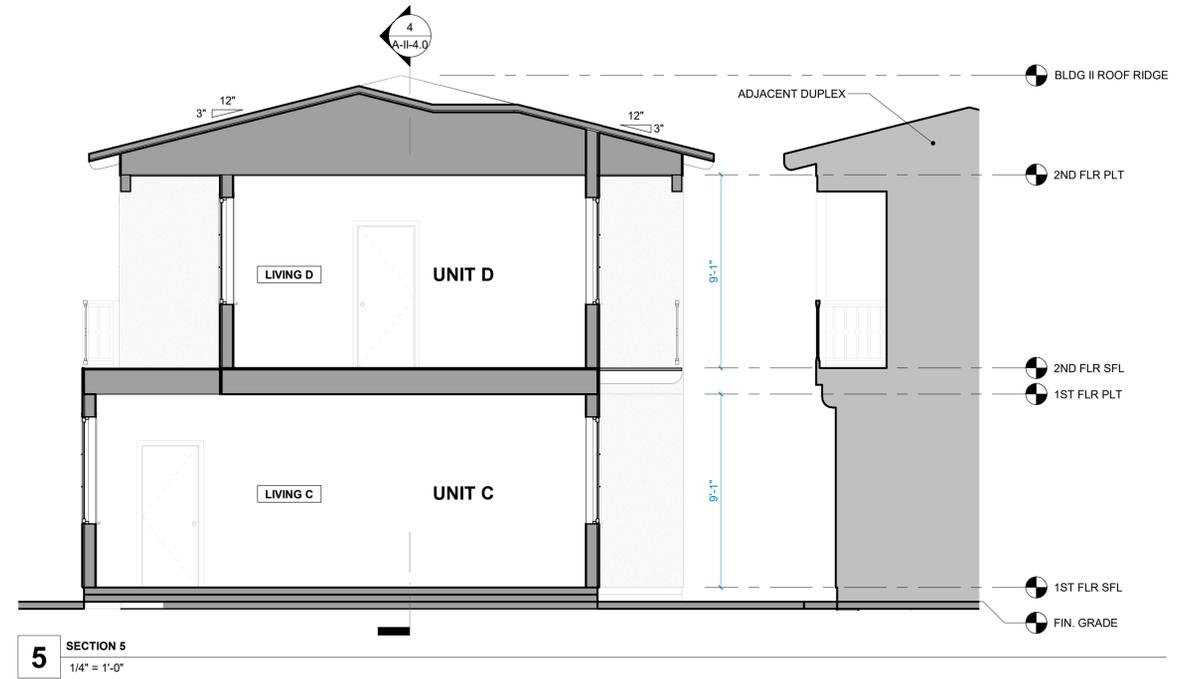 4
A-II-4.0
BLDG II ROOF RIDGE
ADJACENT DUPLEX
12"
3"
12"
3"
2ND FLR PLT
9'-1"
LIVING D
UNIT D
2ND FLR SFL
1ST FLR PLT
9'-1"
LIVING C
UNIT C
1ST FLR SFL
FIN. GRADE
5
SECTION 5
1/4" = 1'-0"